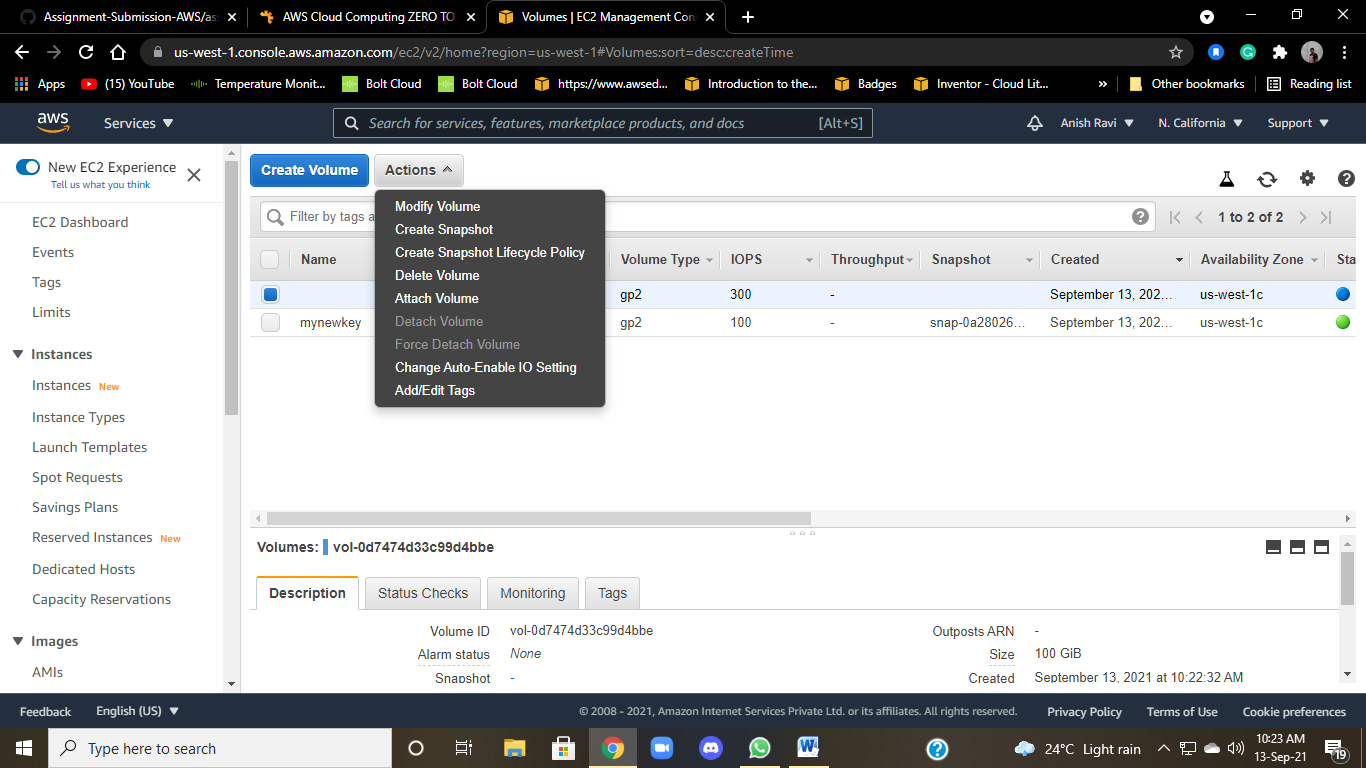 Assignment-Submission-AWS/as
AWS Cloud Computing ZERO TO
Volumes | EC2 Management Con
us-west-1.console.aws.amazon.com/ec2/v2/home?region=us-west-1#Volumes:sort=desc:createTime
Apps (15) YouTube Temperature Monit... Bolt Cloud Bolt Cloud https://www.awsed... Introduction to the... Badges Inventor - Cloud Lit... » Other bookmarks Reading list
aws Services Search for services, features, marketplace products, and docs [Alt+S] Anish Ravi N. California Support
New EC2 Experience
Tell us what you think
EC2 Dashboard
Events
Tags
Limits
Instances
Instances New
Instance Types
Launch Templates
Spot Requests
Savings Plans
Reserved Instances New
Dedicated Hosts
Capacity Reservations
Images
AMIs
Create Volume Actions
Modify Volume
Create Snapshot
Create Snapshot Lifecycle Policy
Delete Volume
Attach Volume
Detach Volume
Force Detach Volume
Change Auto-Enable IO Setting
Add/Edit Tags
Filter by tags a 1 to 2 of 2
Name Volume Type IOPS Throughput Snapshot Created Availability Zone Sta
gp2 300 - September 13, 202... us-west-1c
mynewkey gp2 100 - snap-0a28026... September 13, 202... us-west-1c
Volumes: vol-0d7474d33c99d4bbe
Description Status Checks Monitoring Tags
Volume ID vol-0d7474d33c99d4bbe Outposts ARN -
Alarm status None Size 100 GiB
Snapshot - Created September 13, 2021 at 10:22:32 AM
Feedback English (US) © 2008 - 2021, Amazon Internet Services Private Ltd. or its affiliates. All rights reserved. Privacy Policy Terms of Use Cookie preferences
Type here to search 24°C Light rain 10:23 AM
13-Sep-21 19